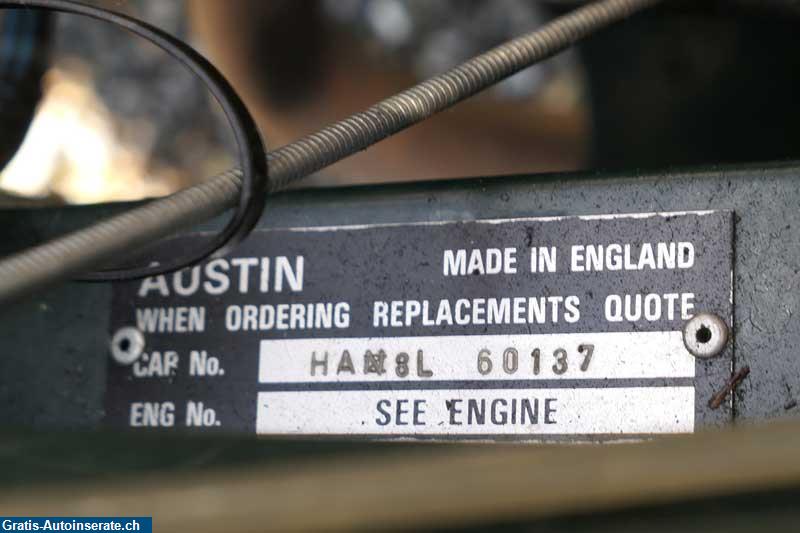 AUSTIN
MADE IN ENGLAND
WHEN ORDERING REPLACEMENTS QUOTE
CAR No. HAN8L 60137
ENG No. SEE ENGINE
Gratis-Autoinserate.ch